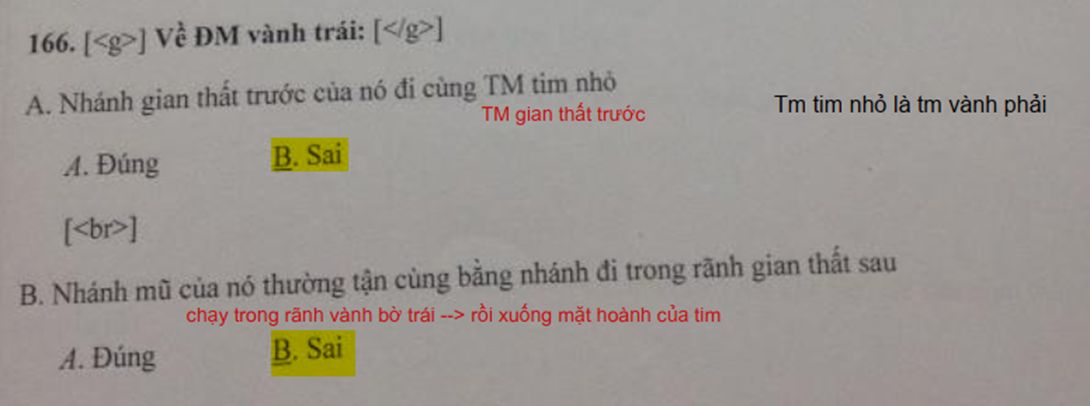 166. [<g>] Về ĐM vành trái: [</g>]
A. Nhánh gian thất trước của nó đi cùng TM tim nhỏ
TM gian thất trước
Tm tim nhỏ là tm vành phải
A. Đúng B. Sai
[<br>]
B. Nhánh mũ của nó thường tận cùng bằng nhánh đi trong rãnh gian thất sau
chạy trong rãnh vành bờ trái --> rồi xuống mặt hoành của tim
A. Đúng B. Sai